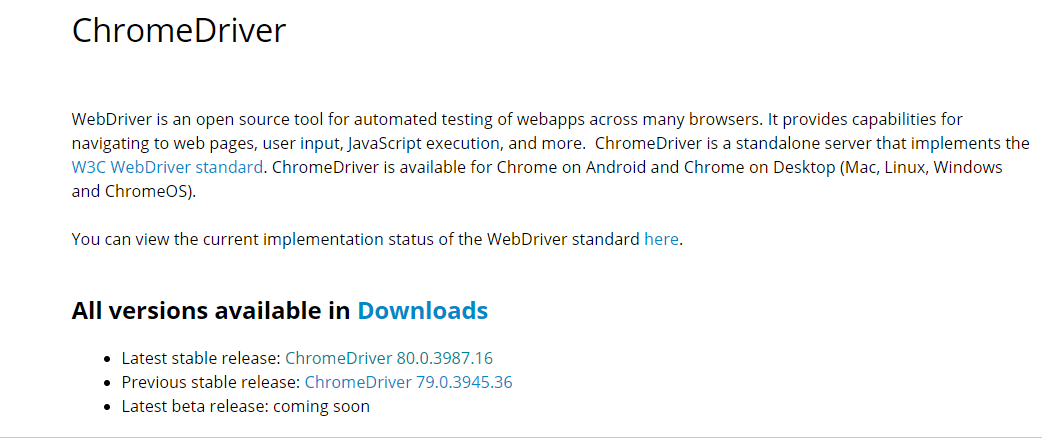 ChromeDriver
WebDriver is an open source tool for automated testing of webapps across many browsers. It provides capabilities for
navigating to web pages, user input, JavaScript execution, and more.  ChromeDriver is a standalone server that implements the
W3C WebDriver standard. ChromeDriver is available for Chrome on Android and Chrome on Desktop (Mac, Linux, Windows
and ChromeOS).
You can view the current implementation status of the WebDriver standard here.
All versions available in Downloads
• Latest stable release: ChromeDriver 80.0.3987.16
• Previous stable release: ChromeDriver 79.0.3945.36
• Latest beta release: coming soon